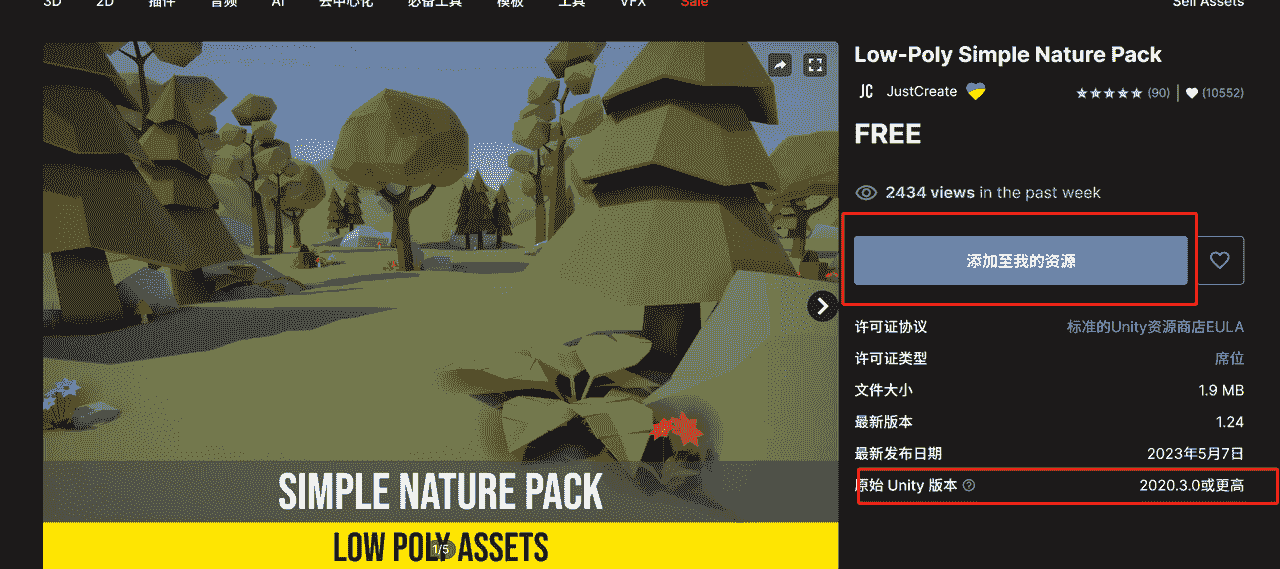 3D 2D 插件 音频 AI 去中心化 必备工具 模板 工具 VFX Sale Sell Assets
Low-Poly Simple Nature Pack
JC JustCreate (90) | (10552)
FREE
2434 views in the past week
添加至我的资源
许可证协议 标准的Unity资源商店EULA
许可证类型 席位
文件大小 1.9 MB
最新版本 1.24
最新发布日期 2023年5月7日
原始 Unity 版本 2020.3.0或更高
SIMPLE NATURE PACK
LOW POLY ASSETS
1/5